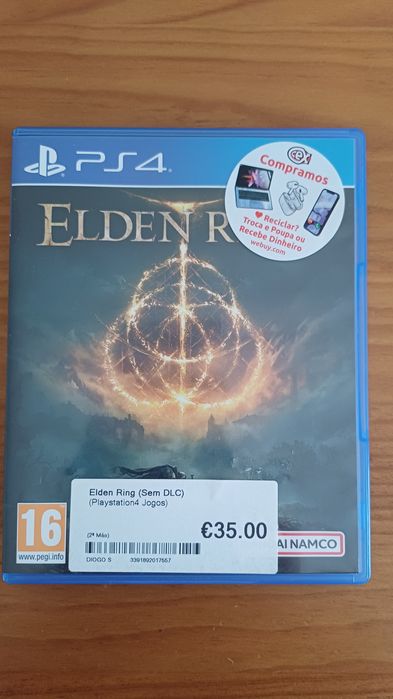 PS4
CeX
Compramos
Reciclar?
Troca e Poupa ou
Recebe Dinheiro
webuy.com
ELDEN R
Elden Ring (Sem DLC)
(Playstation4 Jogos)
(2ª Mão)
€35.00
DIOGO S 3391892017557
16
www.pegi.info
AI NAMCO